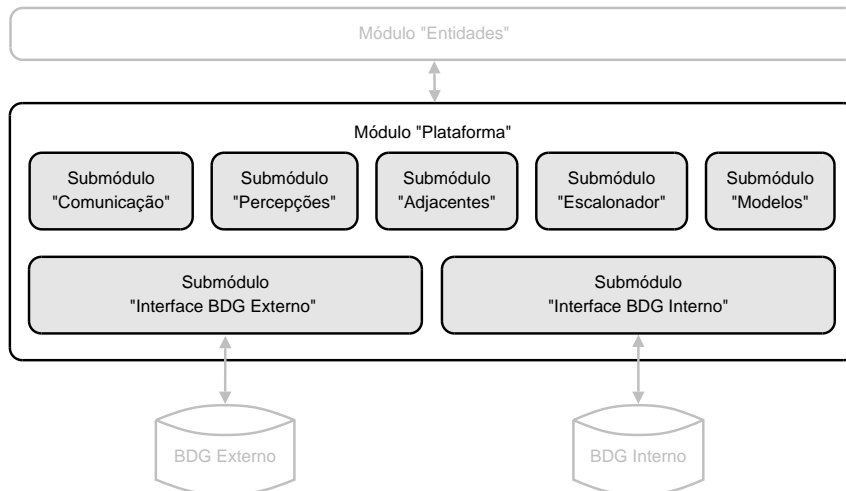 Módulo "Entidades"
Módulo "Plataforma"
Submódulo
"Comunicação"
Submódulo
"Percepções"
Submódulo
"Adjacentes"
Submódulo
"Escalonador"
Submódulo
"Modelos"
Submódulo
"Interface BDG Externo"
Submódulo
"Interface BDG Interno"
BDG Externo
BDG Interno